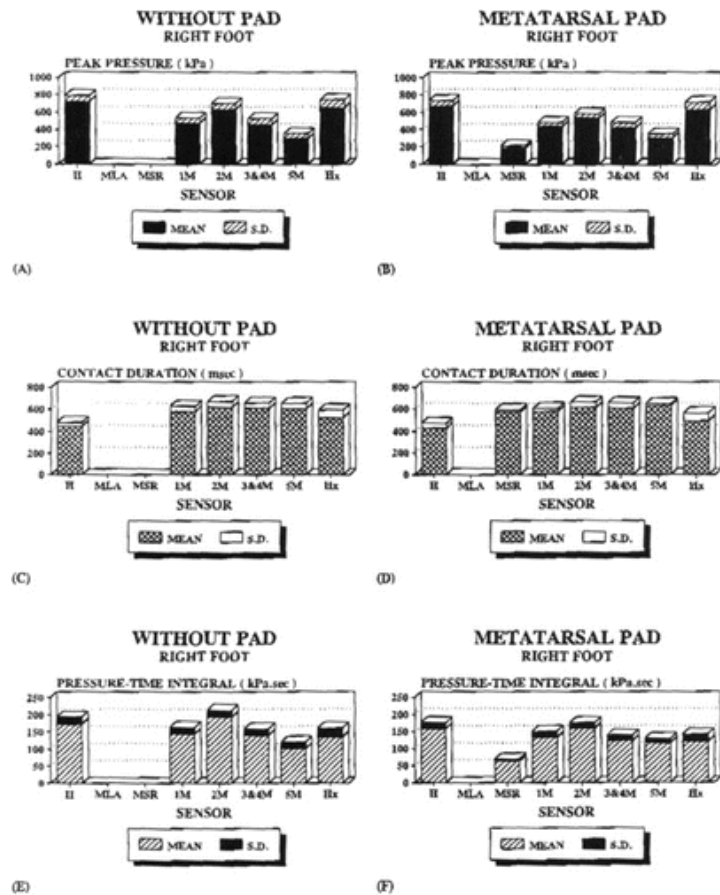 WITHOUT PAD
RIGHT FOOT
PEAK PRESSURE ( kPa )
1000
800
600
400
200
0
H MLA MSR 1M 2M 3&4M 5M Hx
SENSOR
MEAN S.D.
(A)
METATARSAL PAD
RIGHT FOOT
PEAK PRESSURE ( kPa )
1000
800
600
400
200
0
H MLA MSR 1M 2M 3&4M 5M Hx
SENSOR
MEAN S.D.
(B)
WITHOUT PAD
RIGHT FOOT
CONTACT DURATION ( msec )
800
600
400
200
0
H MLA MSR 1M 2M 3&4M 5M Hx
SENSOR
MEAN S.D.
(C)
METATARSAL PAD
RIGHT FOOT
CONTACT DURATION ( msec )
800
600
400
200
0
H MLA MSR 1M 2M 3&4M 5M Hx
SENSOR
MEAN S.D.
(D)
WITHOUT PAD
RIGHT FOOT
PRESSURE-TIME INTEGRAL ( kPa.sec )
250
200
150
100
50
0
H MLA MSR 1M 2M 3&4M 5M Hx
SENSOR
MEAN S.D.
(E)
METATARSAL PAD
RIGHT FOOT
PRESSURE-TIME INTEGRAL ( kPa.sec )
250
200
150
100
50
0
H MLA MSR 1M 2M 3&4M 5M Hx
SENSOR
MEAN S.D.
(F)